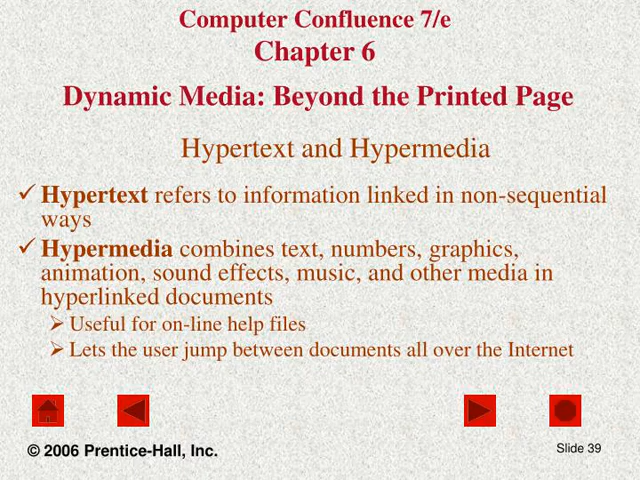 Computer Confluence 7/e
Chapter 6
Dynamic Media: Beyond the Printed Page
Hypertext and Hypermedia
✓ Hypertext refers to information linked in non-sequential
ways
✓ Hypermedia combines text, numbers, graphics,
animation, sound effects, music, and other media in
hyperlinked documents
➢ Useful for on-line help files
➢ Lets the user jump between documents all over the Internet
© 2006 Prentice-Hall, Inc.
Slide 39